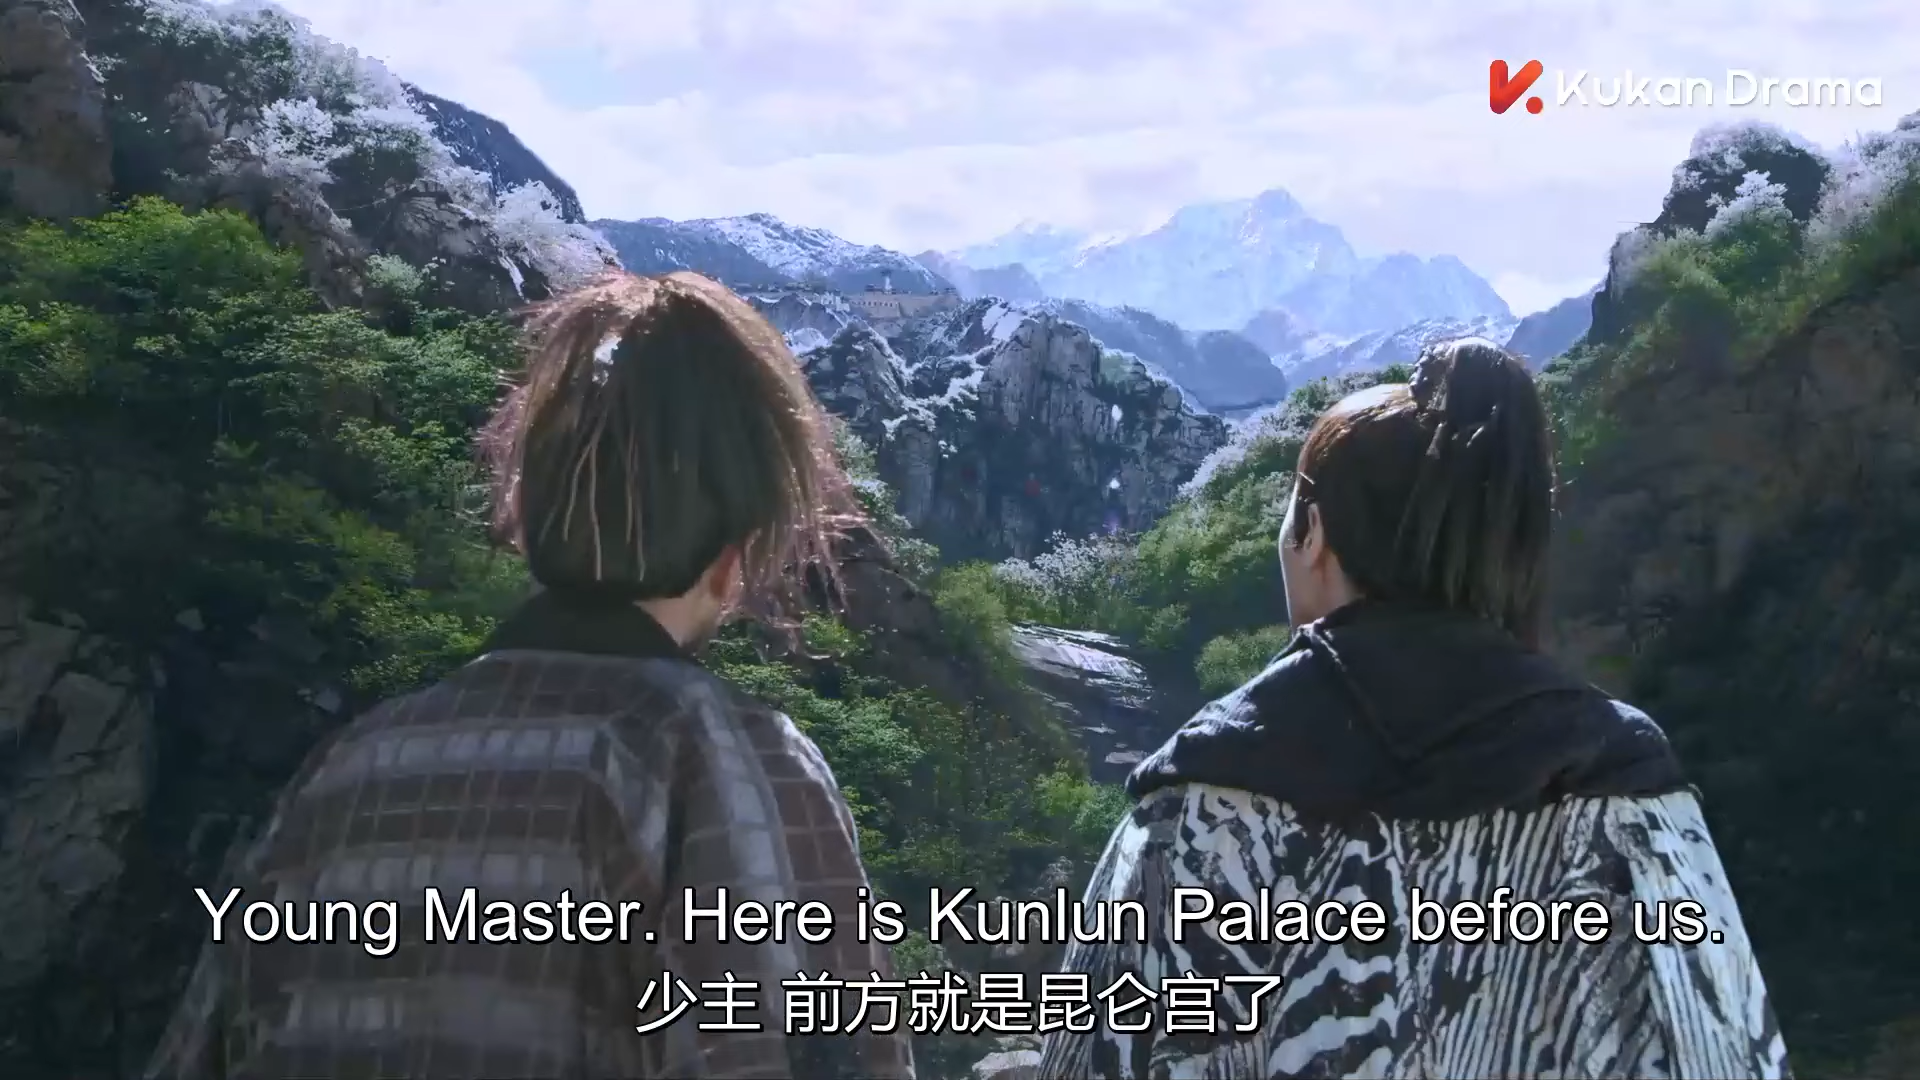 Kukan Drama
Young Master. Here is Kunlun Palace before us.
少主 前方就是昆仑宫了